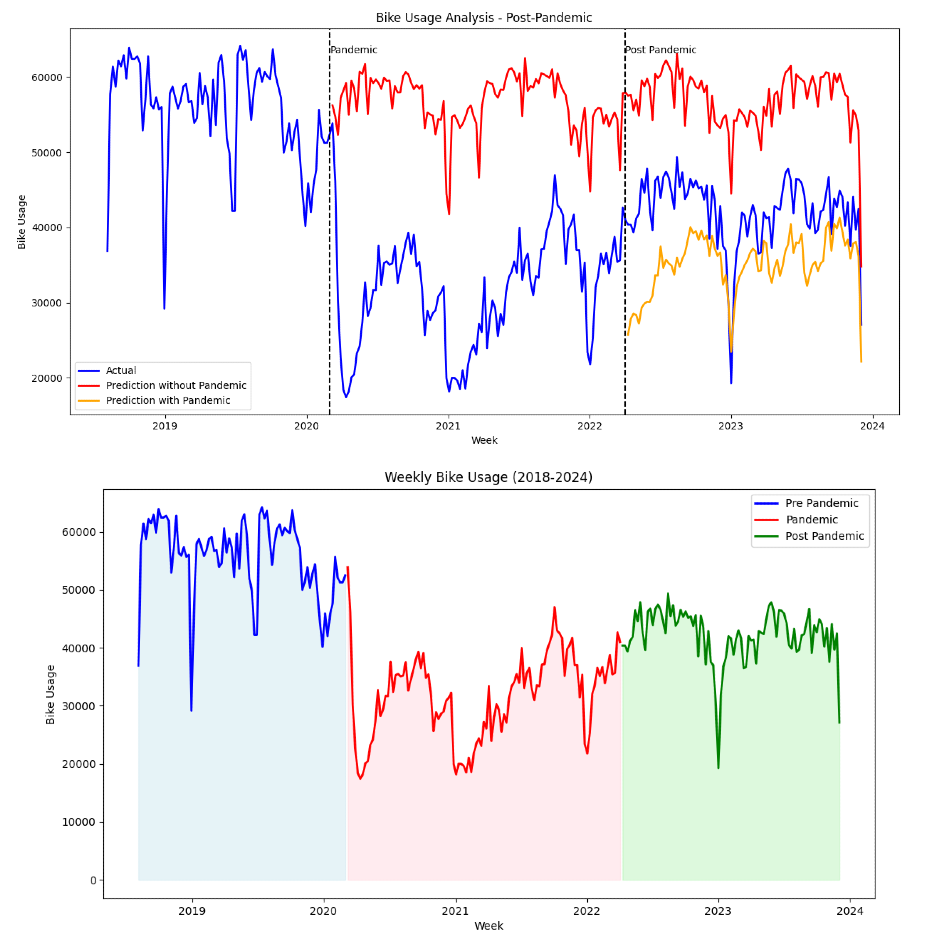 Bike Usage Analysis - Post-Pandemic
Pandemic
Post Pandemic
60000
50000
40000
30000
20000
Bike Usage
Actual
Prediction without Pandemic
Prediction with Pandemic
2019 2020 2021 2022 2023 2024
Week
Weekly Bike Usage (2018-2024)
Pre Pandemic
Pandemic
Post Pandemic
60000
50000
40000
30000
20000
10000
0
Bike Usage
2019 2020 2021 2022 2023 2024
Week